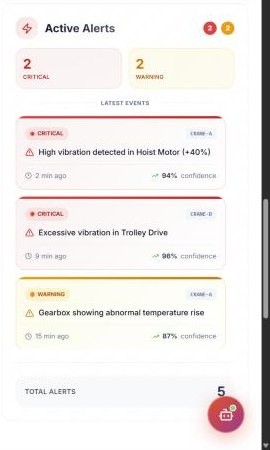 Active Alerts
2
2
2
CRITICAL
2
WARNING
LATEST EVENTS
CRITICAL
CRANE-A
High vibration detected in Hoist Motor (+40%)
2 min ago
94% confidence
CRITICAL
CRANE-B
Excessive vibration in Trolley Drive
9 min ago
96% confidence
WARNING
CRANE-A
Gearbox showing abnormal temperature rise
15 min ago
87% confidence
TOTAL ALERTS
5